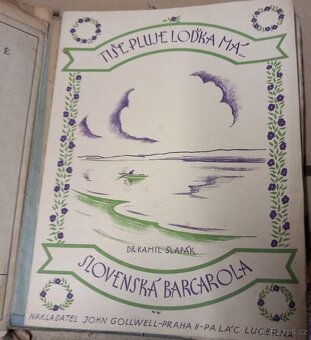 TIŠE PLUJE LOĎKA MÁ...
DR KAMIL SLAPÁK
SLOVENSKÁ BARCAROLA
NAKLADATEL JOHN GOLLWELL-PRAHA II-PALÁC LUCERNA